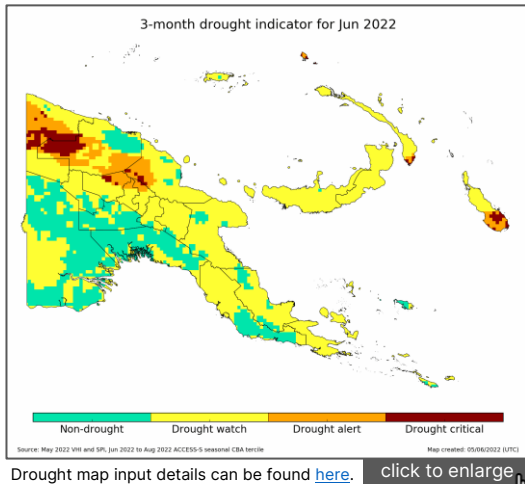 3-month drought indicator for Jun 2022
Non-drought Drought watch Drought alert Drought critical
Source: May 2022 VHI and SPI, Jun 2022 to Aug 2022 ACCESS-S seasonal CBA tercile Map created: 05/06/2022 (UTC)
Drought map input details can be found here. click to enlarge